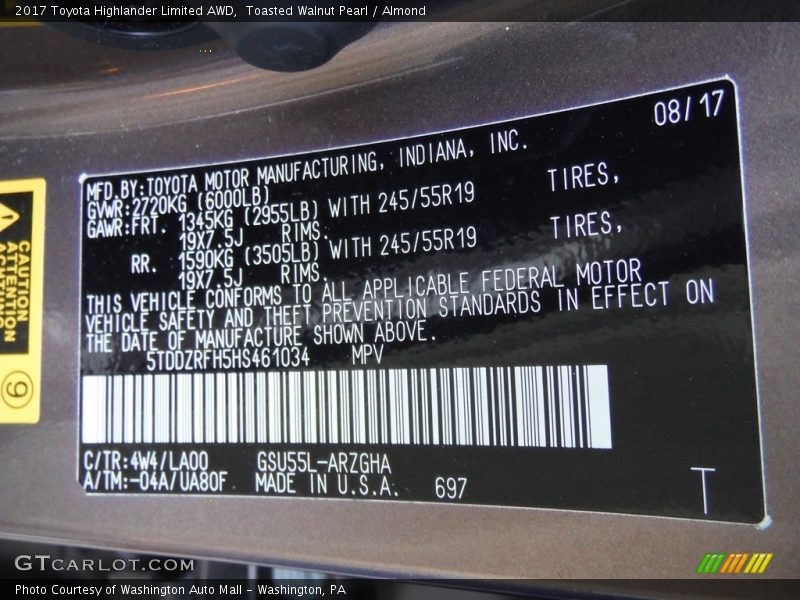 2017 Toyota Highlander Limited AWD,  Toasted Walnut Pearl / Almond
08/17
MFD.BY:TOYOTA MOTOR MANUFACTURING, INDIANA, INC.
GVWR:2720KG (6000LB)
GAWR:FRT. 1345KG (2955LB) WITH 245/55R19 TIRES,
19X7.5J RIMS.
RR. 1590KG (3505LB) WITH 245/55R19 TIRES,
19X7.5J RIMS.
THIS VEHICLE CONFORMS TO ALL APPLICABLE FEDERAL MOTOR
VEHICLE SAFETY AND THEFT PREVENTION STANDARDS IN EFFECT ON
THE DATE OF MANUFACTURE SHOWN ABOVE.
5TDDZRFH5HS461034 MPV
C/TR:4W4/LA00 GSU55L-ARZGHA
A/TM:-04A/UA80F MADE IN U.S.A. 697
T
CAUTION
ATTENTION
9
GTCARLOT.COM
Photo Courtesy of Washington Auto Mall - Washington, PA